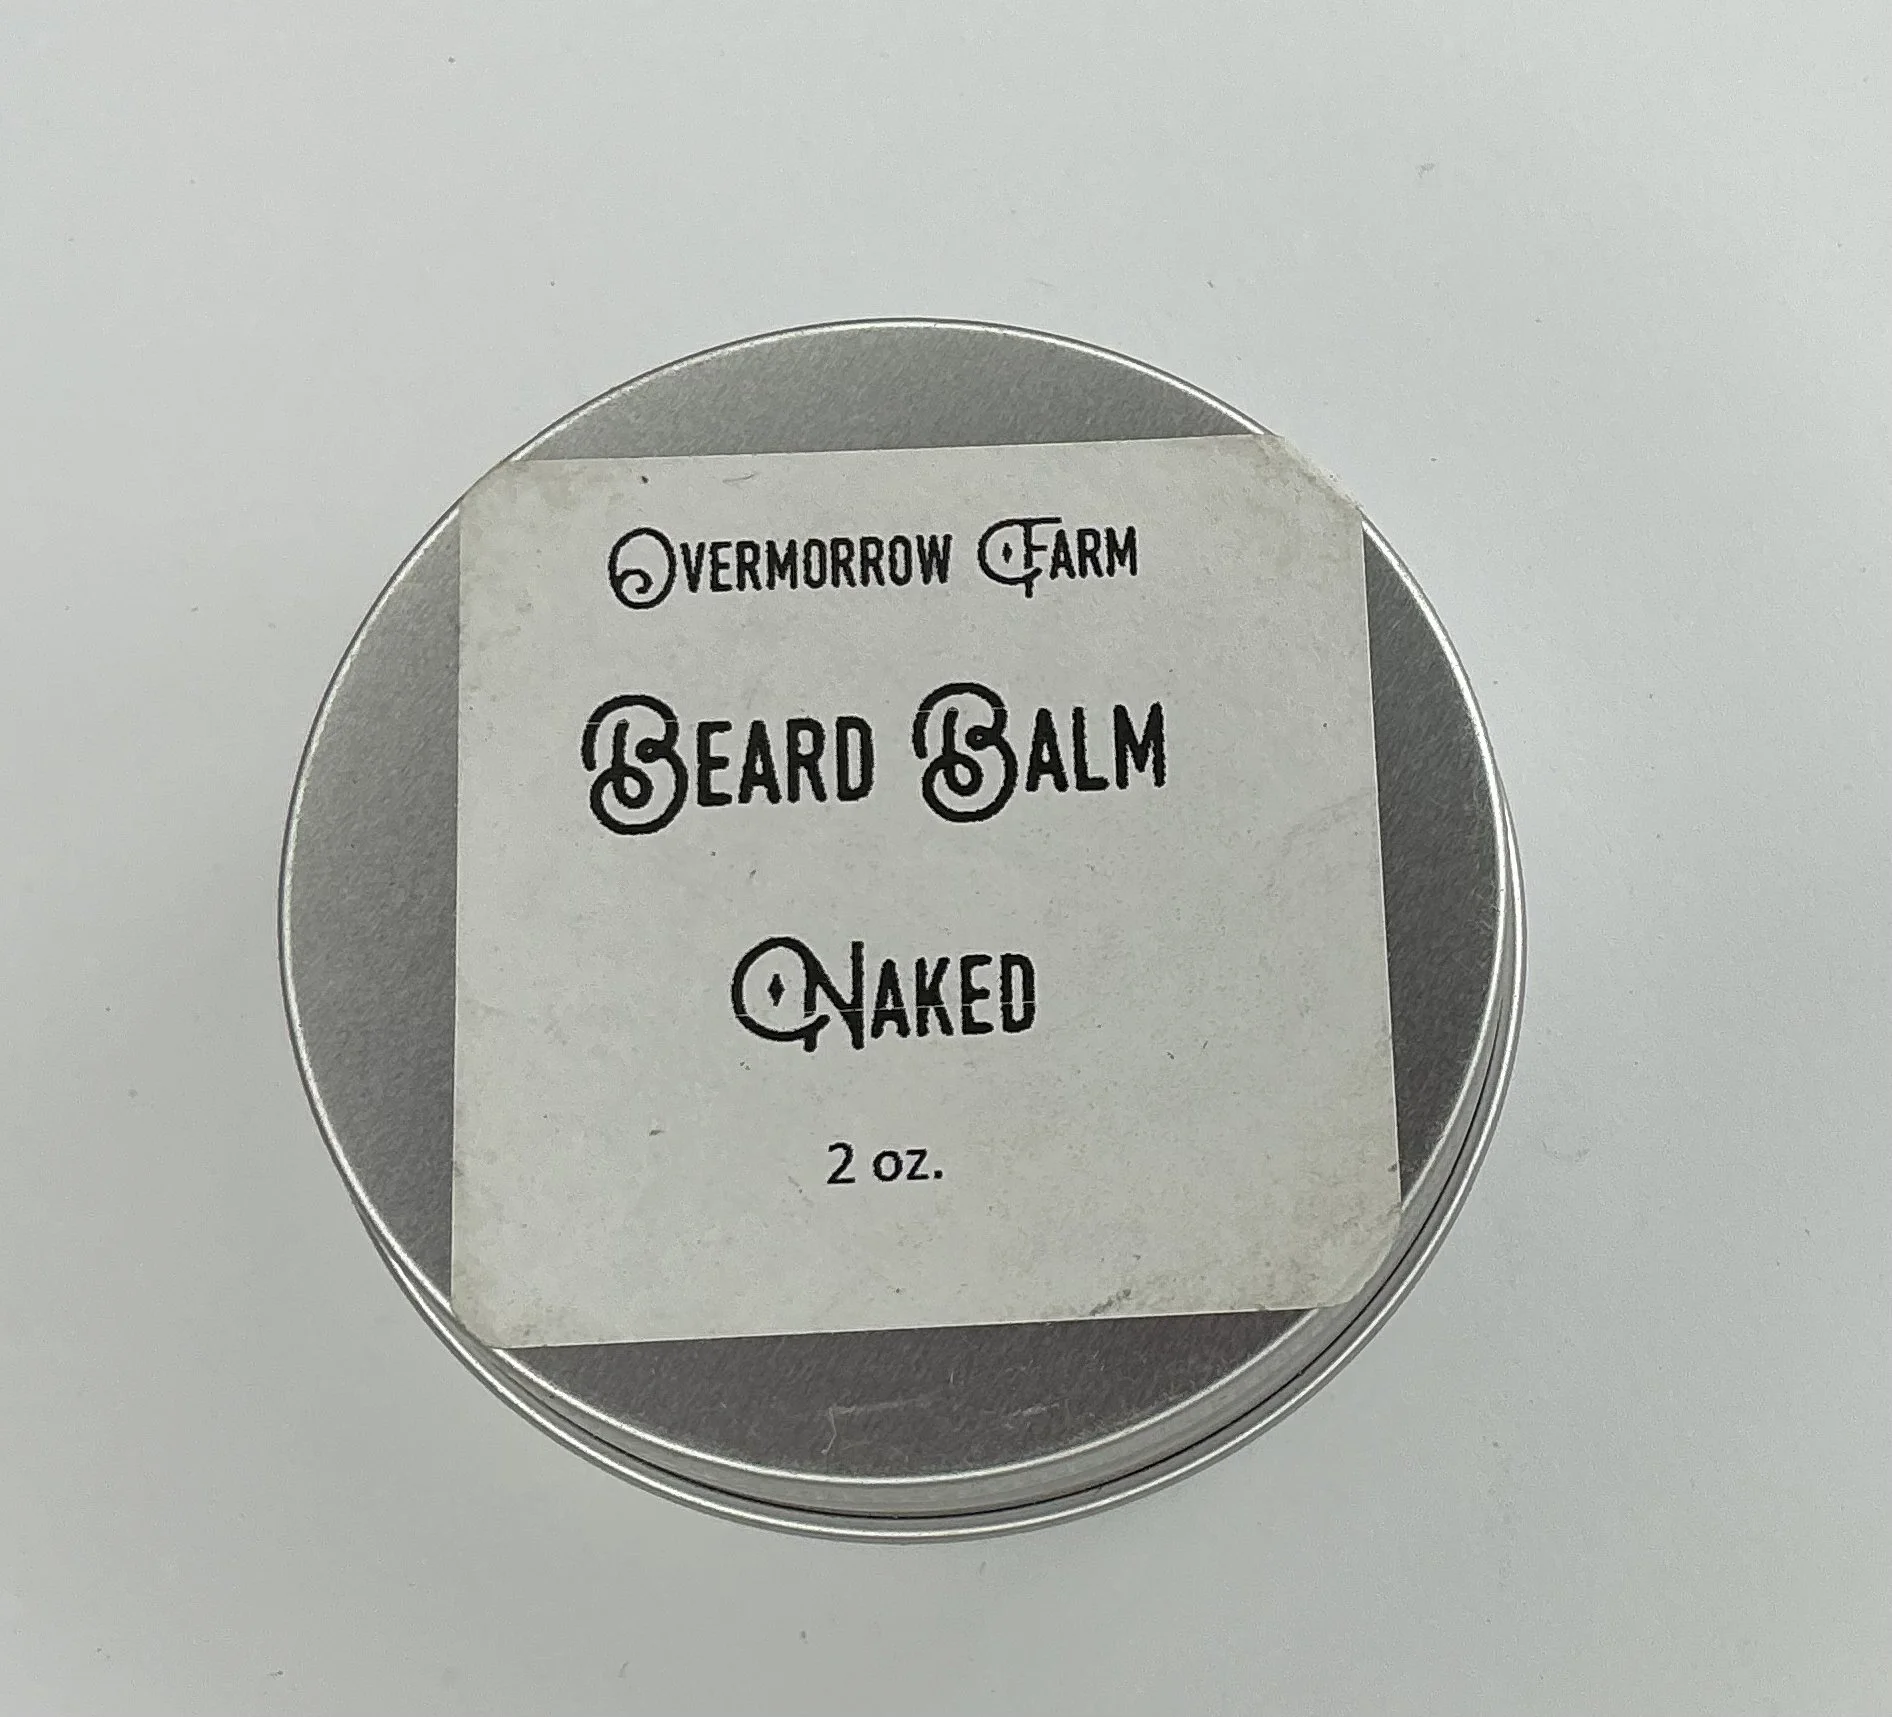 Overmorrow Farm
Beard Balm
Naked
2 oz.